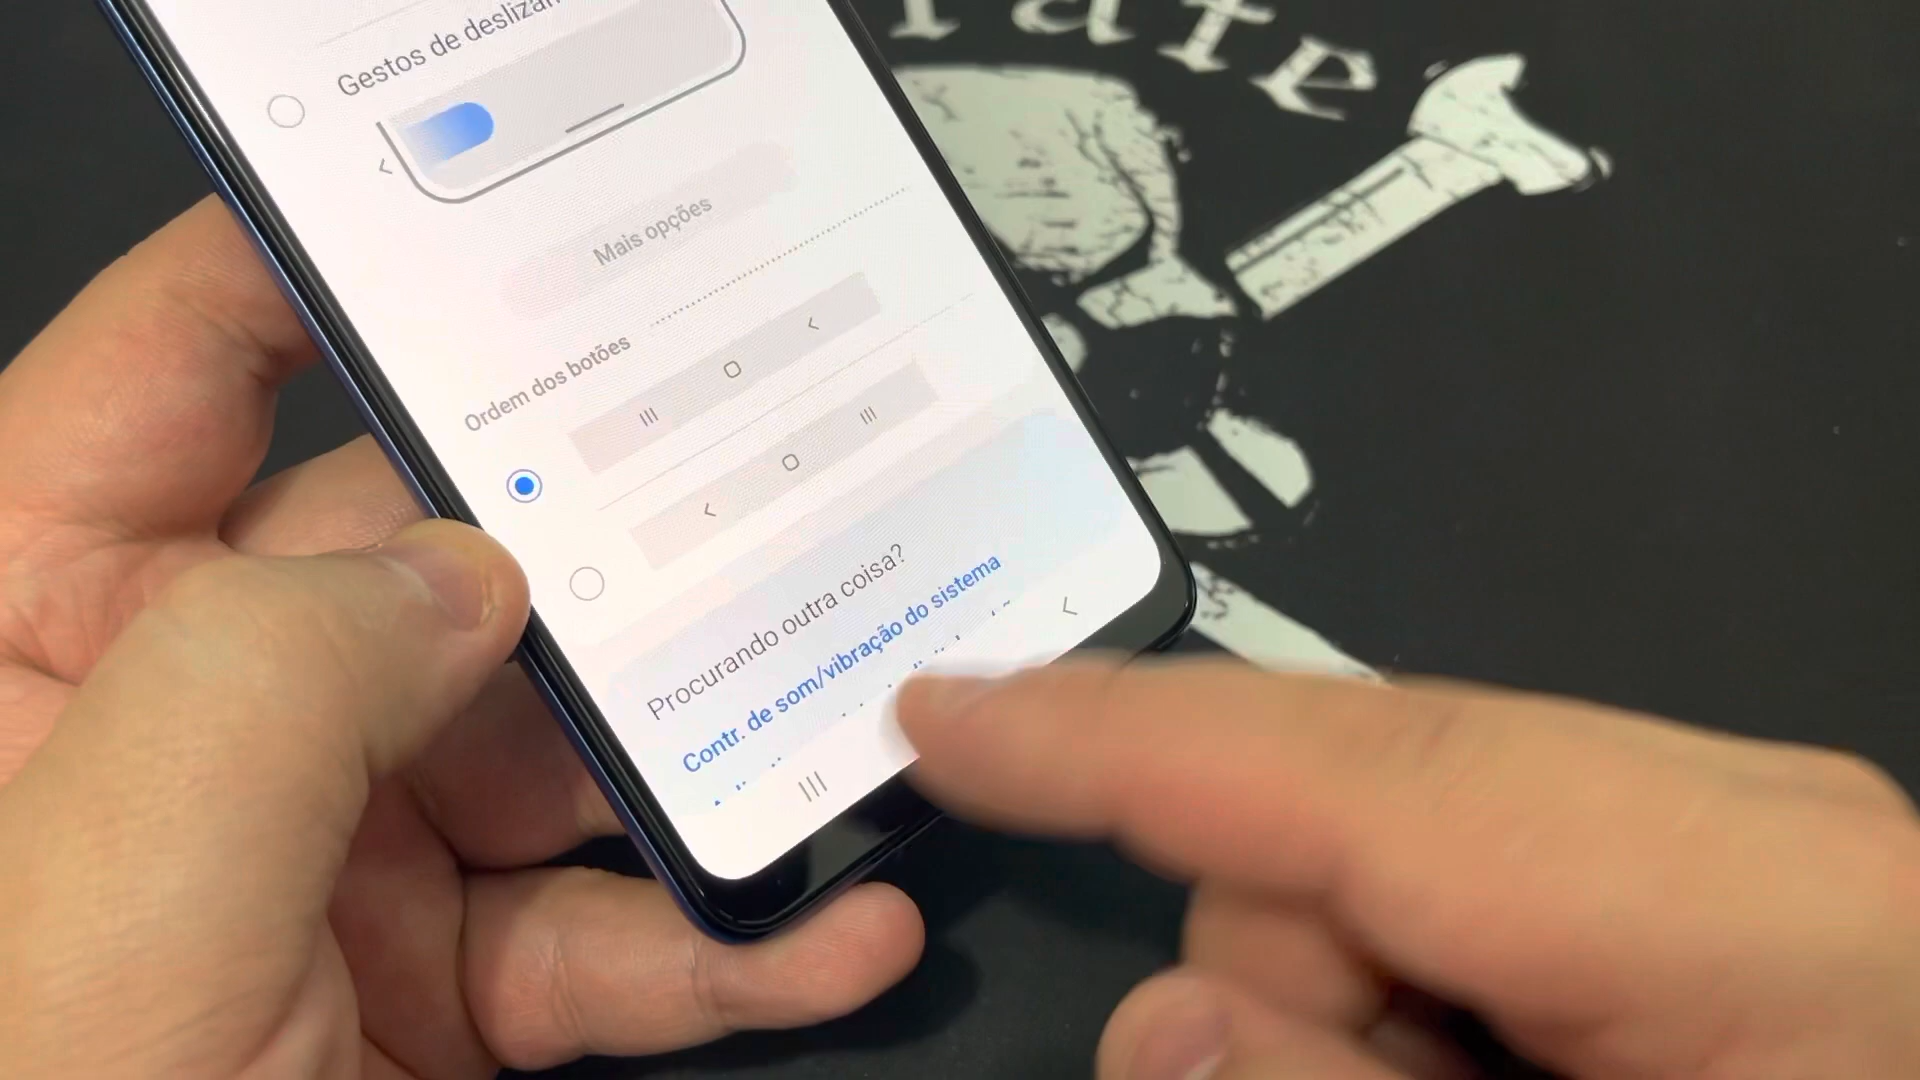 Gestos de deslizar
Mais opções
Ordem dos botões
Procurando outra coisa?
Contr. de som/vibração do sistema